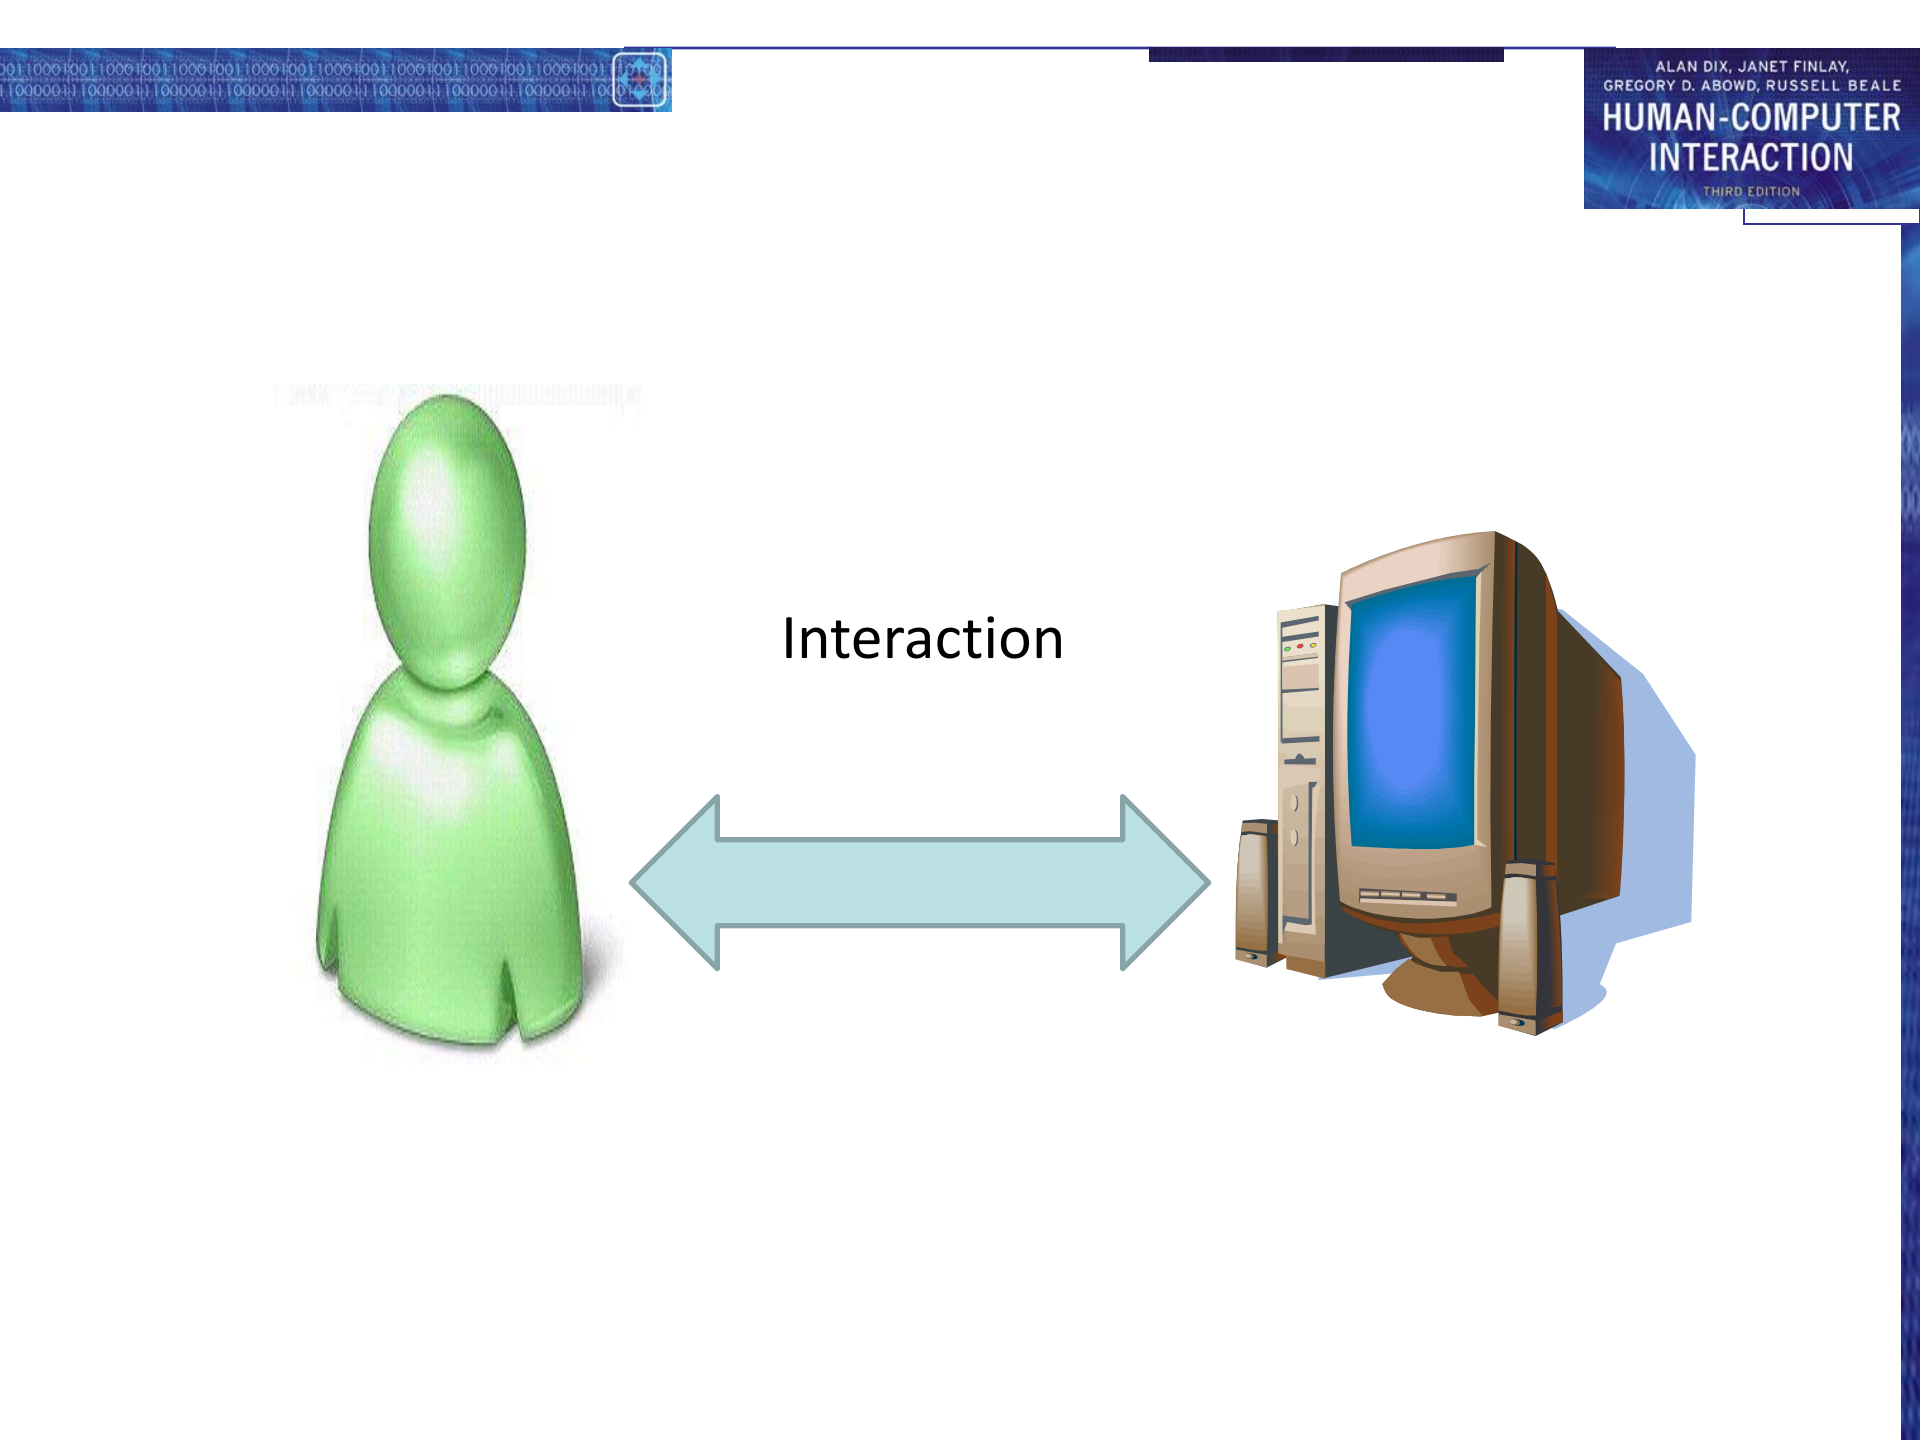 ALAN DIX, JANET FINLAY,
GREGORY D. ABOWD, RUSSELL BEALE
HUMAN-COMPUTER
INTERACTION
THIRD EDITION
Interaction